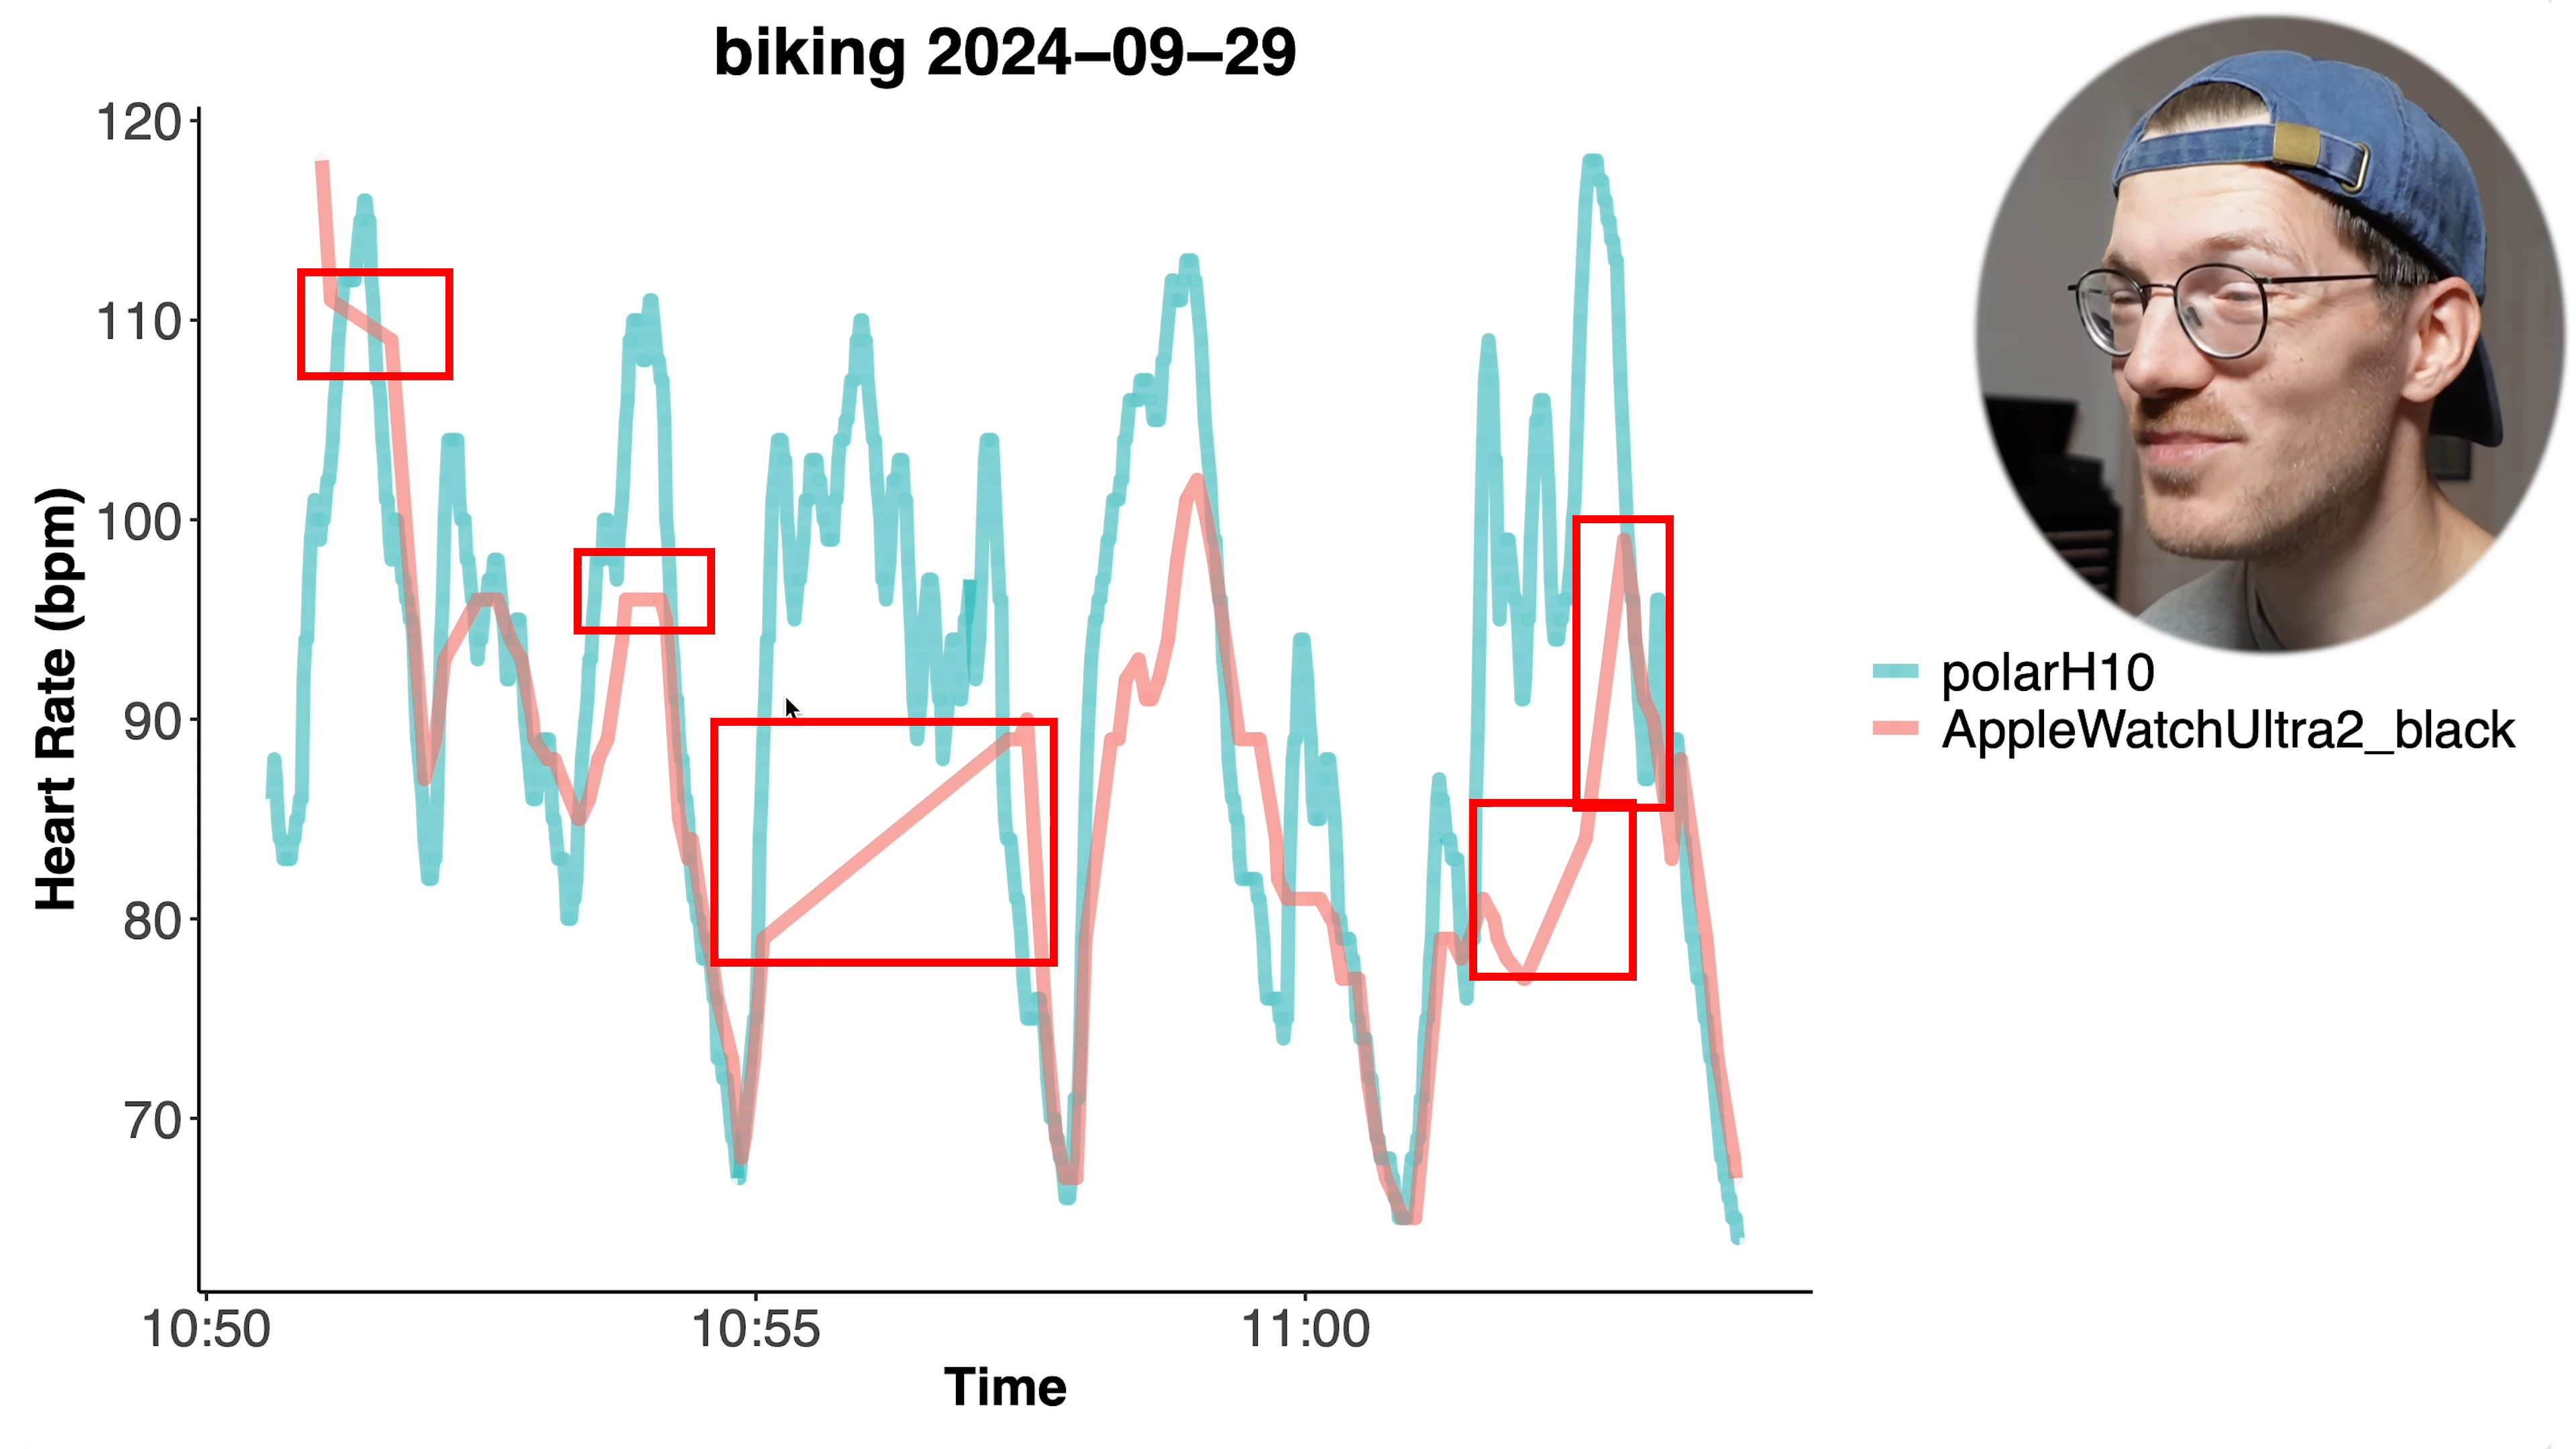 biking 2024–09–29
120
110
100
90
80
70
Heart Rate (bpm)
10:50
10:55
11:00
Time
polarH10
AppleWatchUltra2_black